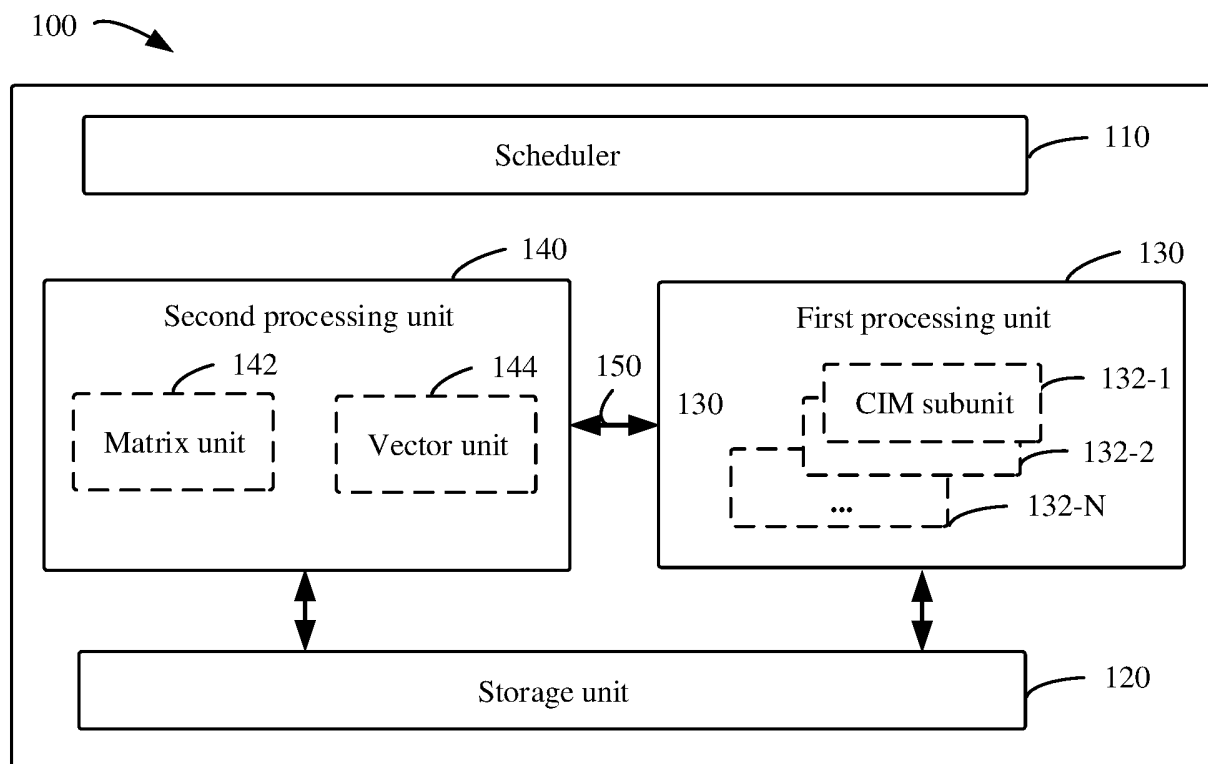 100
Scheduler
110
140
130
Second processing unit
First processing unit
142
144
150
132-1
Matrix unit
Vector unit
130
CIM subunit
132-2
...
132-N
Storage unit
120